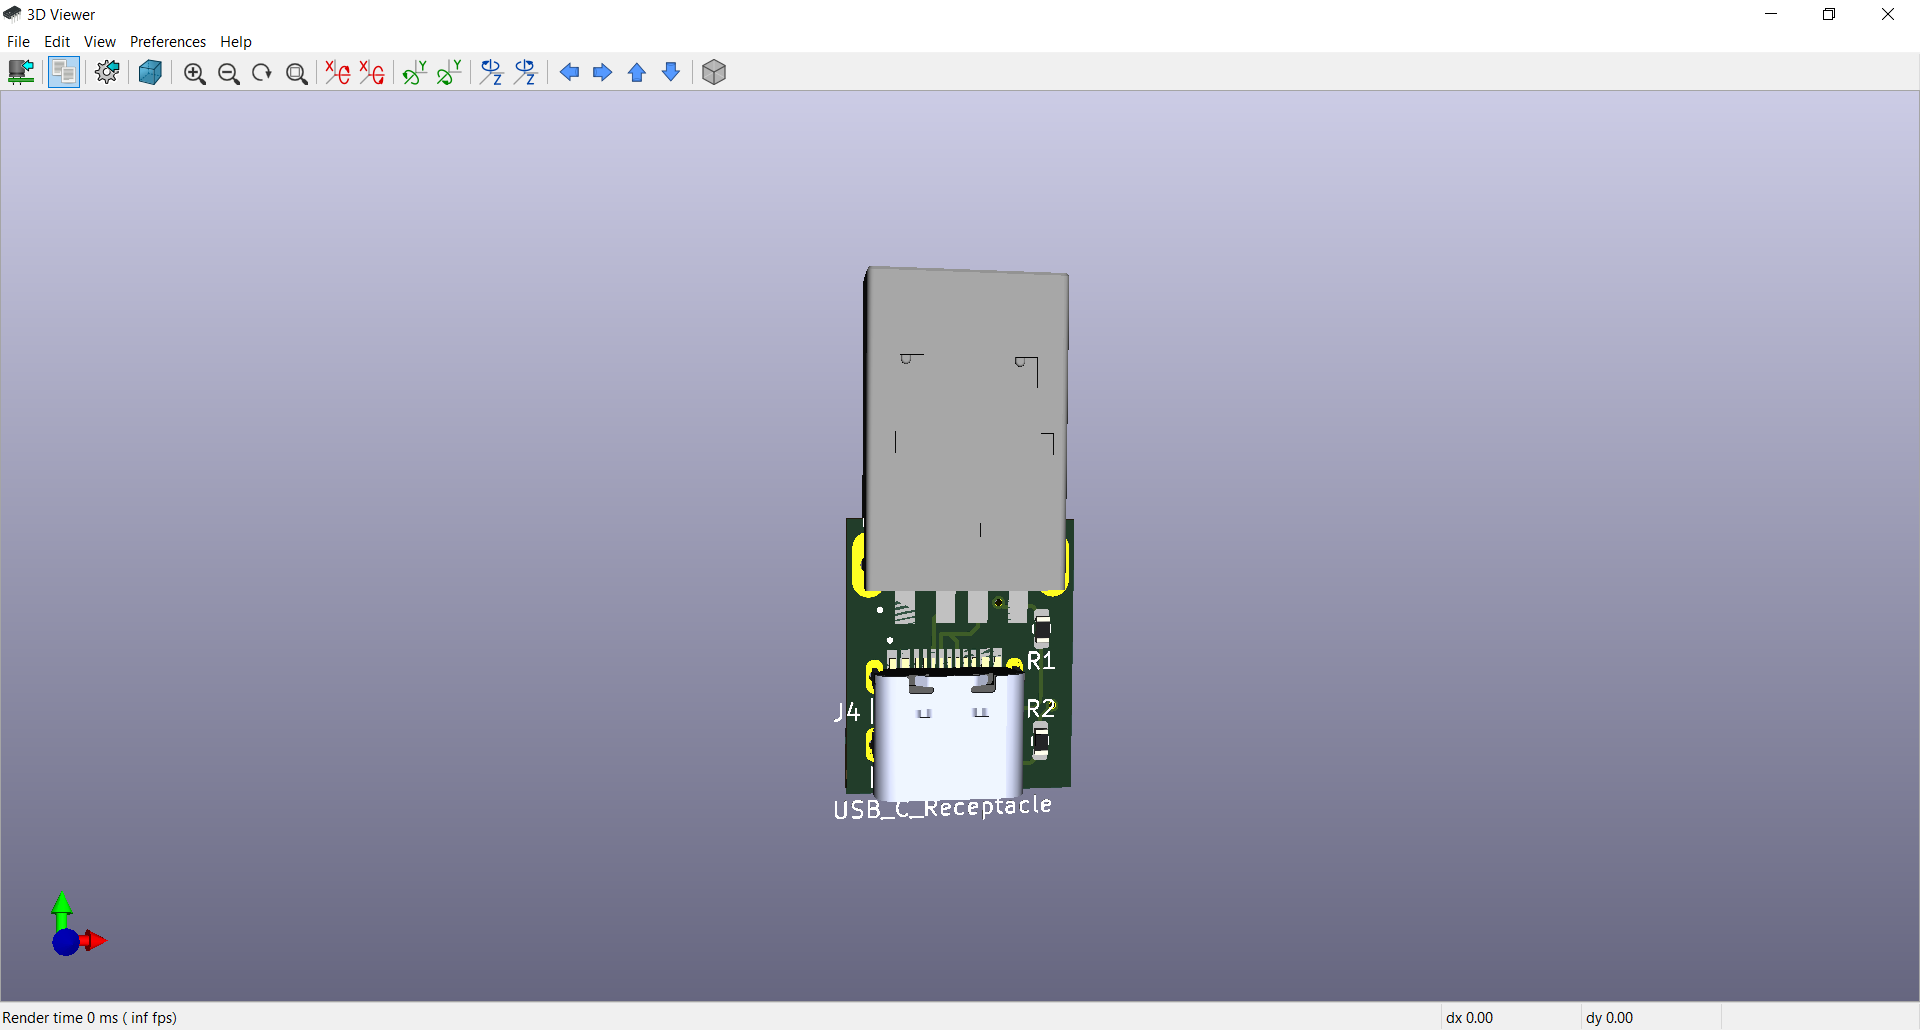 3D Viewer
File Edit View Preferences Help
X X Y Y Z Z
R1
J4
R2
USB_C_Receptacle
Render time 0 ms ( inf fps)
dx 0.00
dy 0.00